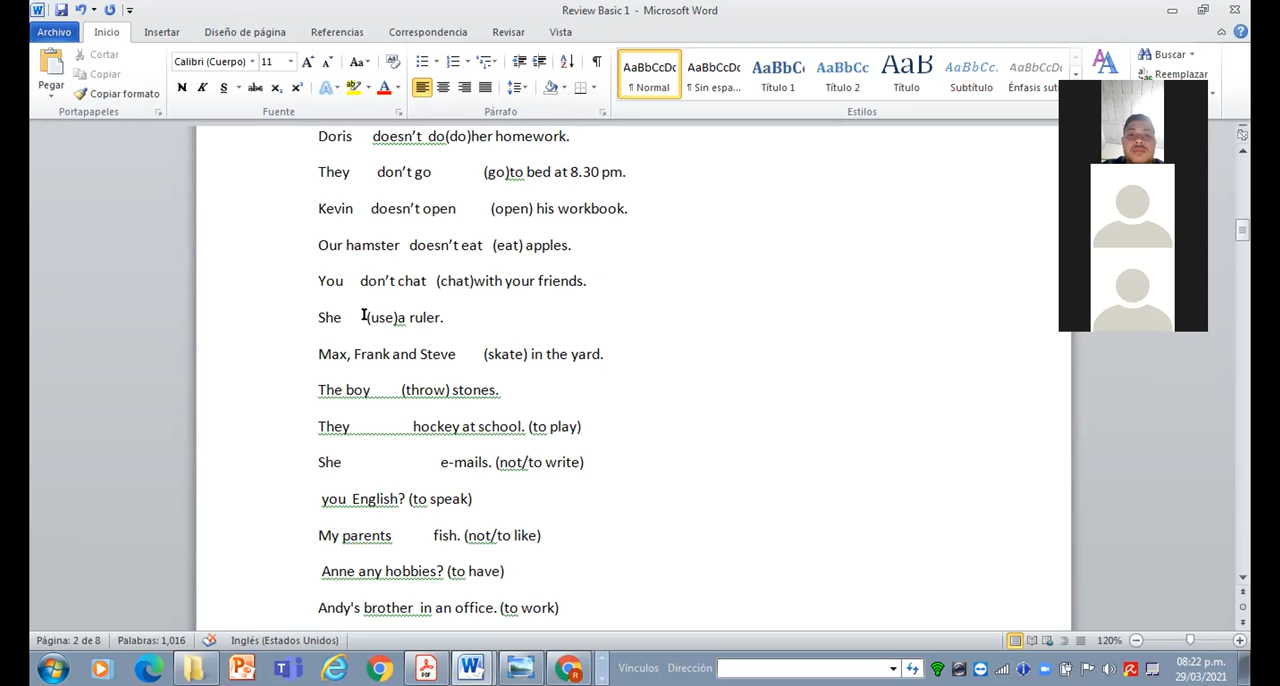 Review Basic 1 - Microsoft Word
Archivo Inicio Insertar Diseño de página Referencias Correspondencia Revisar Vista
Pegar
Cortar
Copiar
Copiar formato
Portapapeles
Calibri (Cuerpo) 11
Fuente
Párrafo
AaBbCcDc AaBbCcDc AaBbC AaBbCc AaB AaBbCc. AaBbCcDc
¶ Normal ¶ Sin espa... Título 1 Título 2 Título Subtítulo Énfasis sut
Estilos
Buscar
Reemplazar
Doris doesn't do(do)her homework.
They don't go (go)to bed at 8.30 pm.
Kevin doesn't open (open) his workbook.
Our hamster doesn't eat (eat) apples.
You don't chat (chat)with your friends.
She (use)a ruler.
Max, Frank and Steve (skate) in the yard.
The boy (throw) stones.
They hockey at school. (to play)
She e-mails. (not/to write)
you English? (to speak)
My parents fish. (not/to like)
Anne any hobbies? (to have)
Andy's brother in an office. (to work)
Página: 2 de 8 Palabras: 1,016 Inglés (Estados Unidos) 120%
Vínculos Dirección
08:22 p.m.
29/03/2021